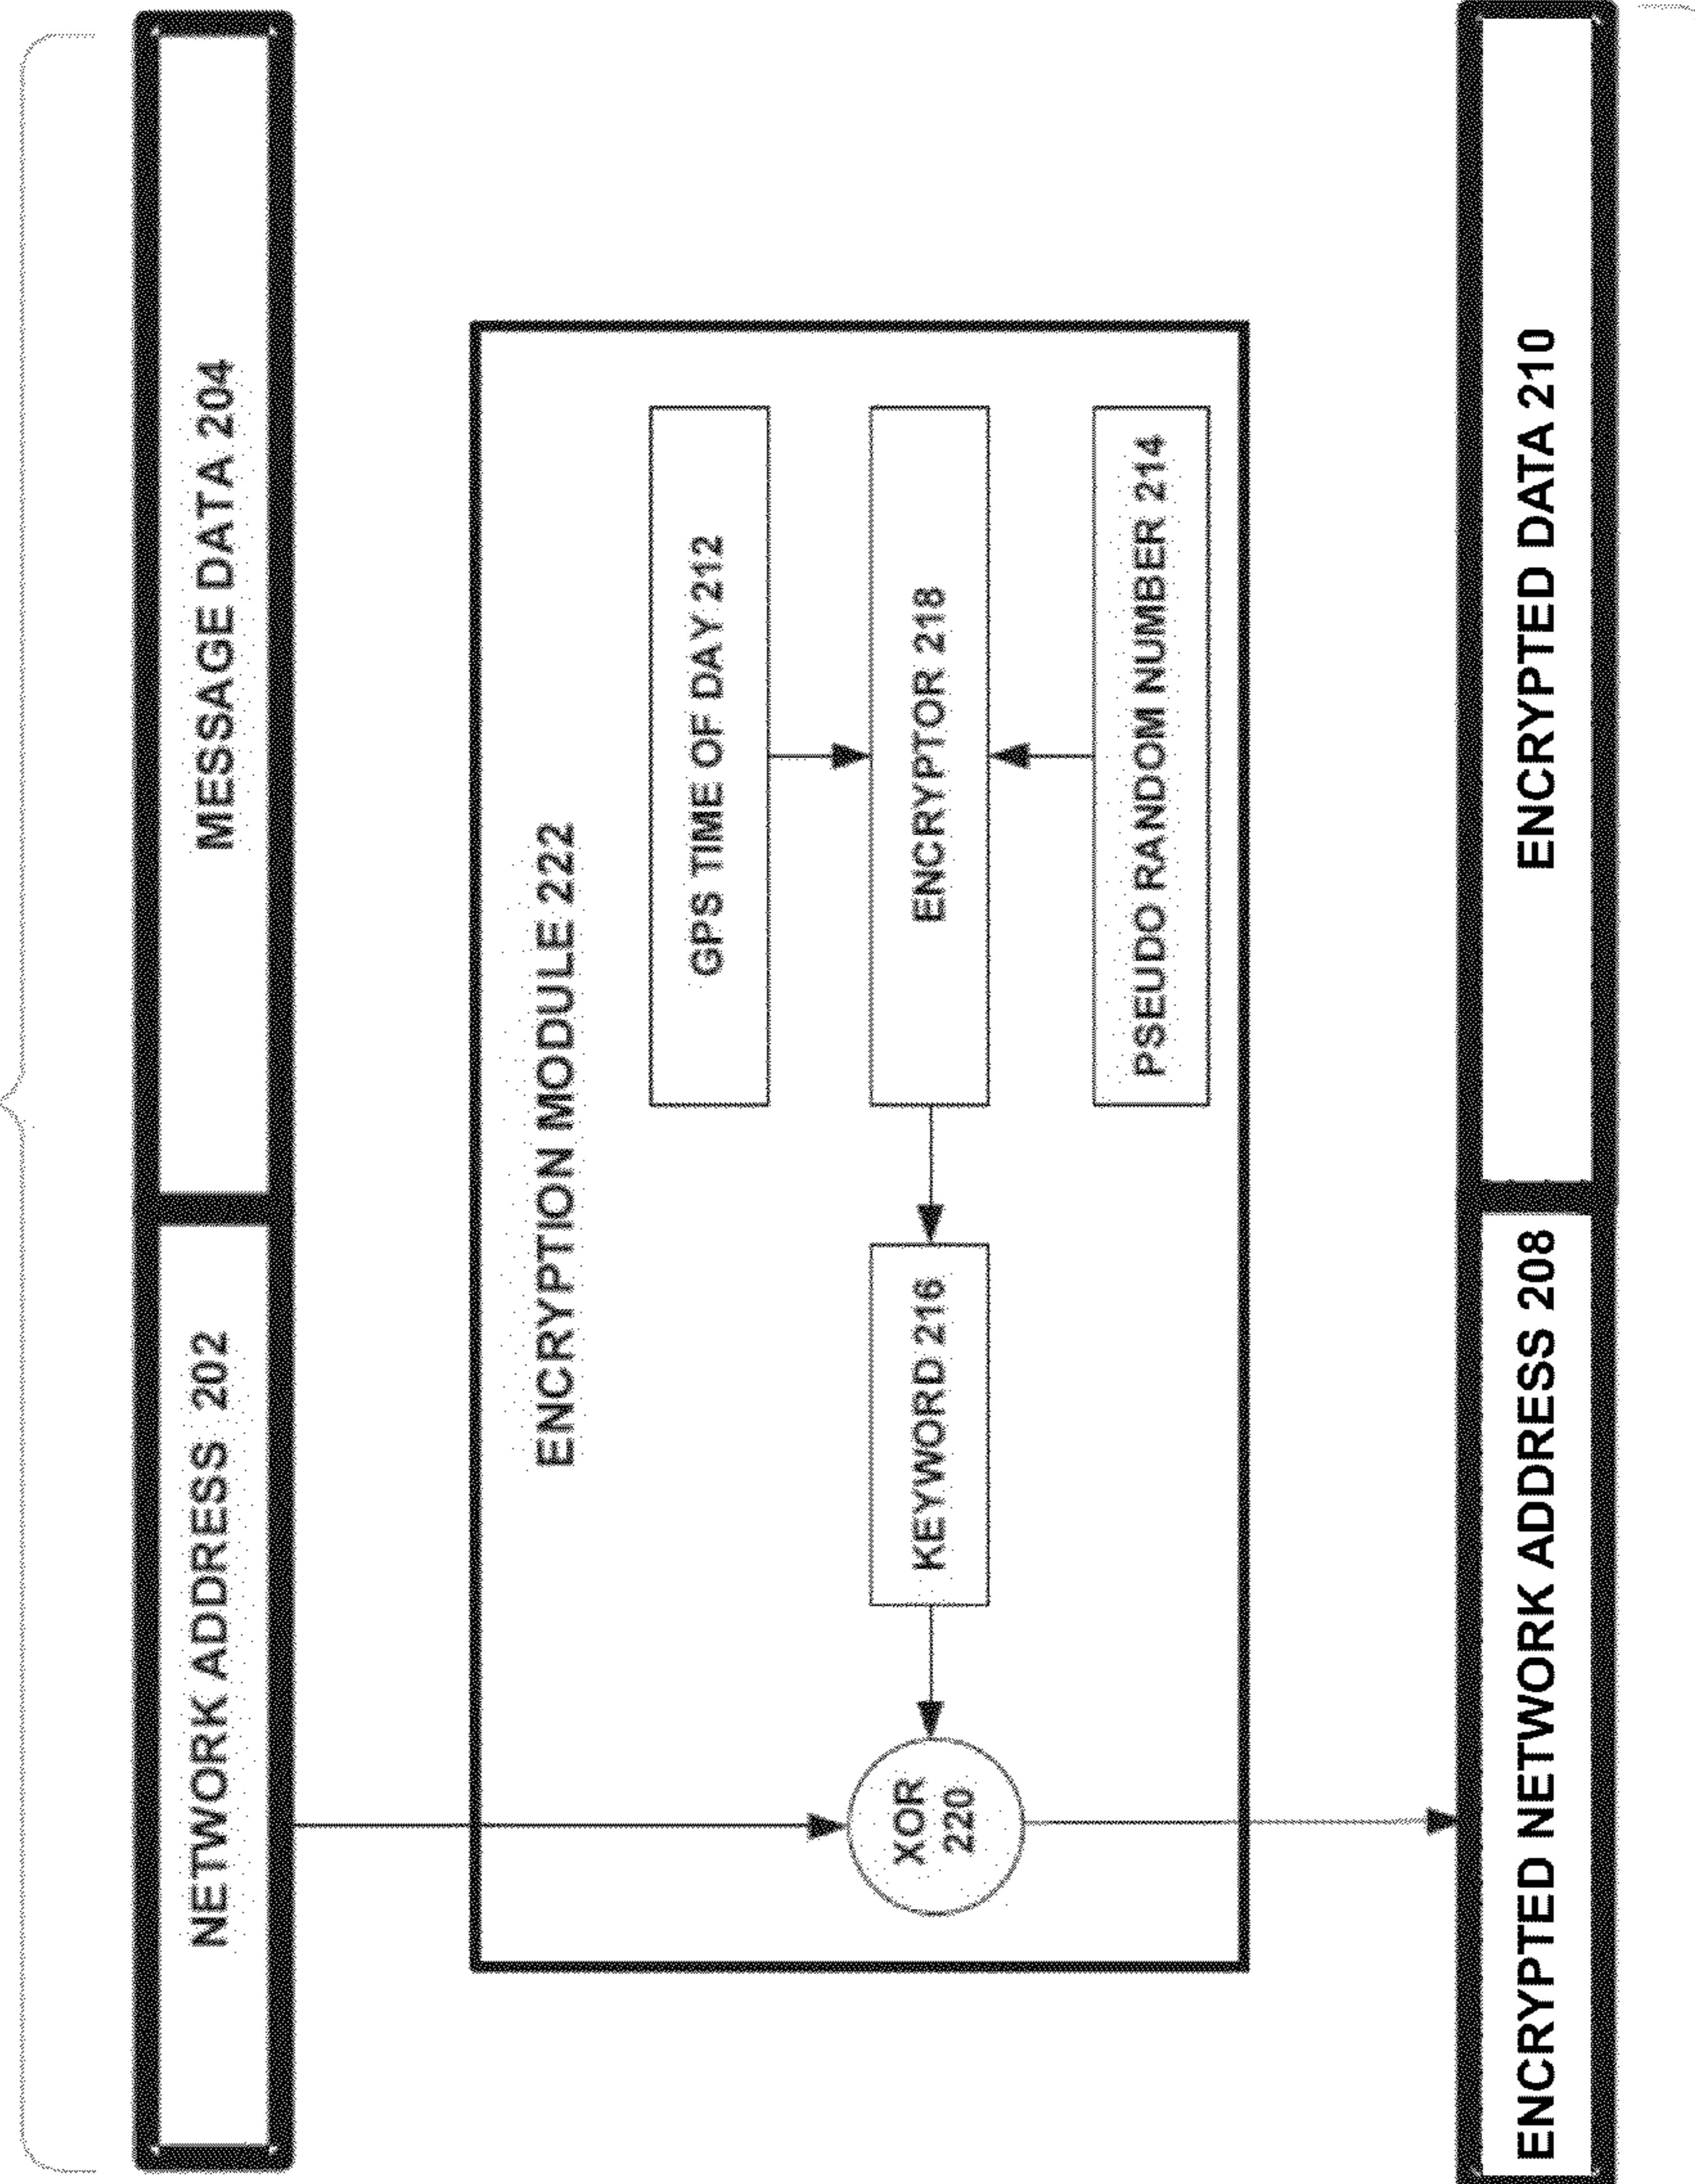 NETWORK ADDRESS 202
MESSAGE DATA 204
ENCRYPTION MODULE 222
GPS TIME OF DAY 212
XOR
220
KEYWORD 216
ENCRYPTOR 218
PSEUDO RANDOM NUMBER 214
ENCRYPTED NETWORK ADDRESS 208
ENCRYPTED DATA 210